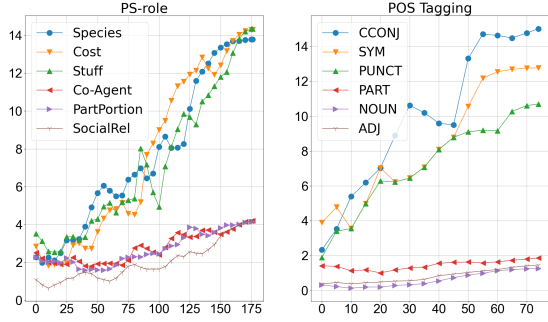 PS-role
Species
Cost
Stuff
Co-Agent
PartPortion
SocialRel
14
12
10
8
6
4
2
0
0 25 50 75 100 125 150 175
POS Tagging
CCONJ
SYM
PUNCT
PART
NOUN
ADJ
14
12
10
8
6
4
2
0
0 10 20 30 40 50 60 70